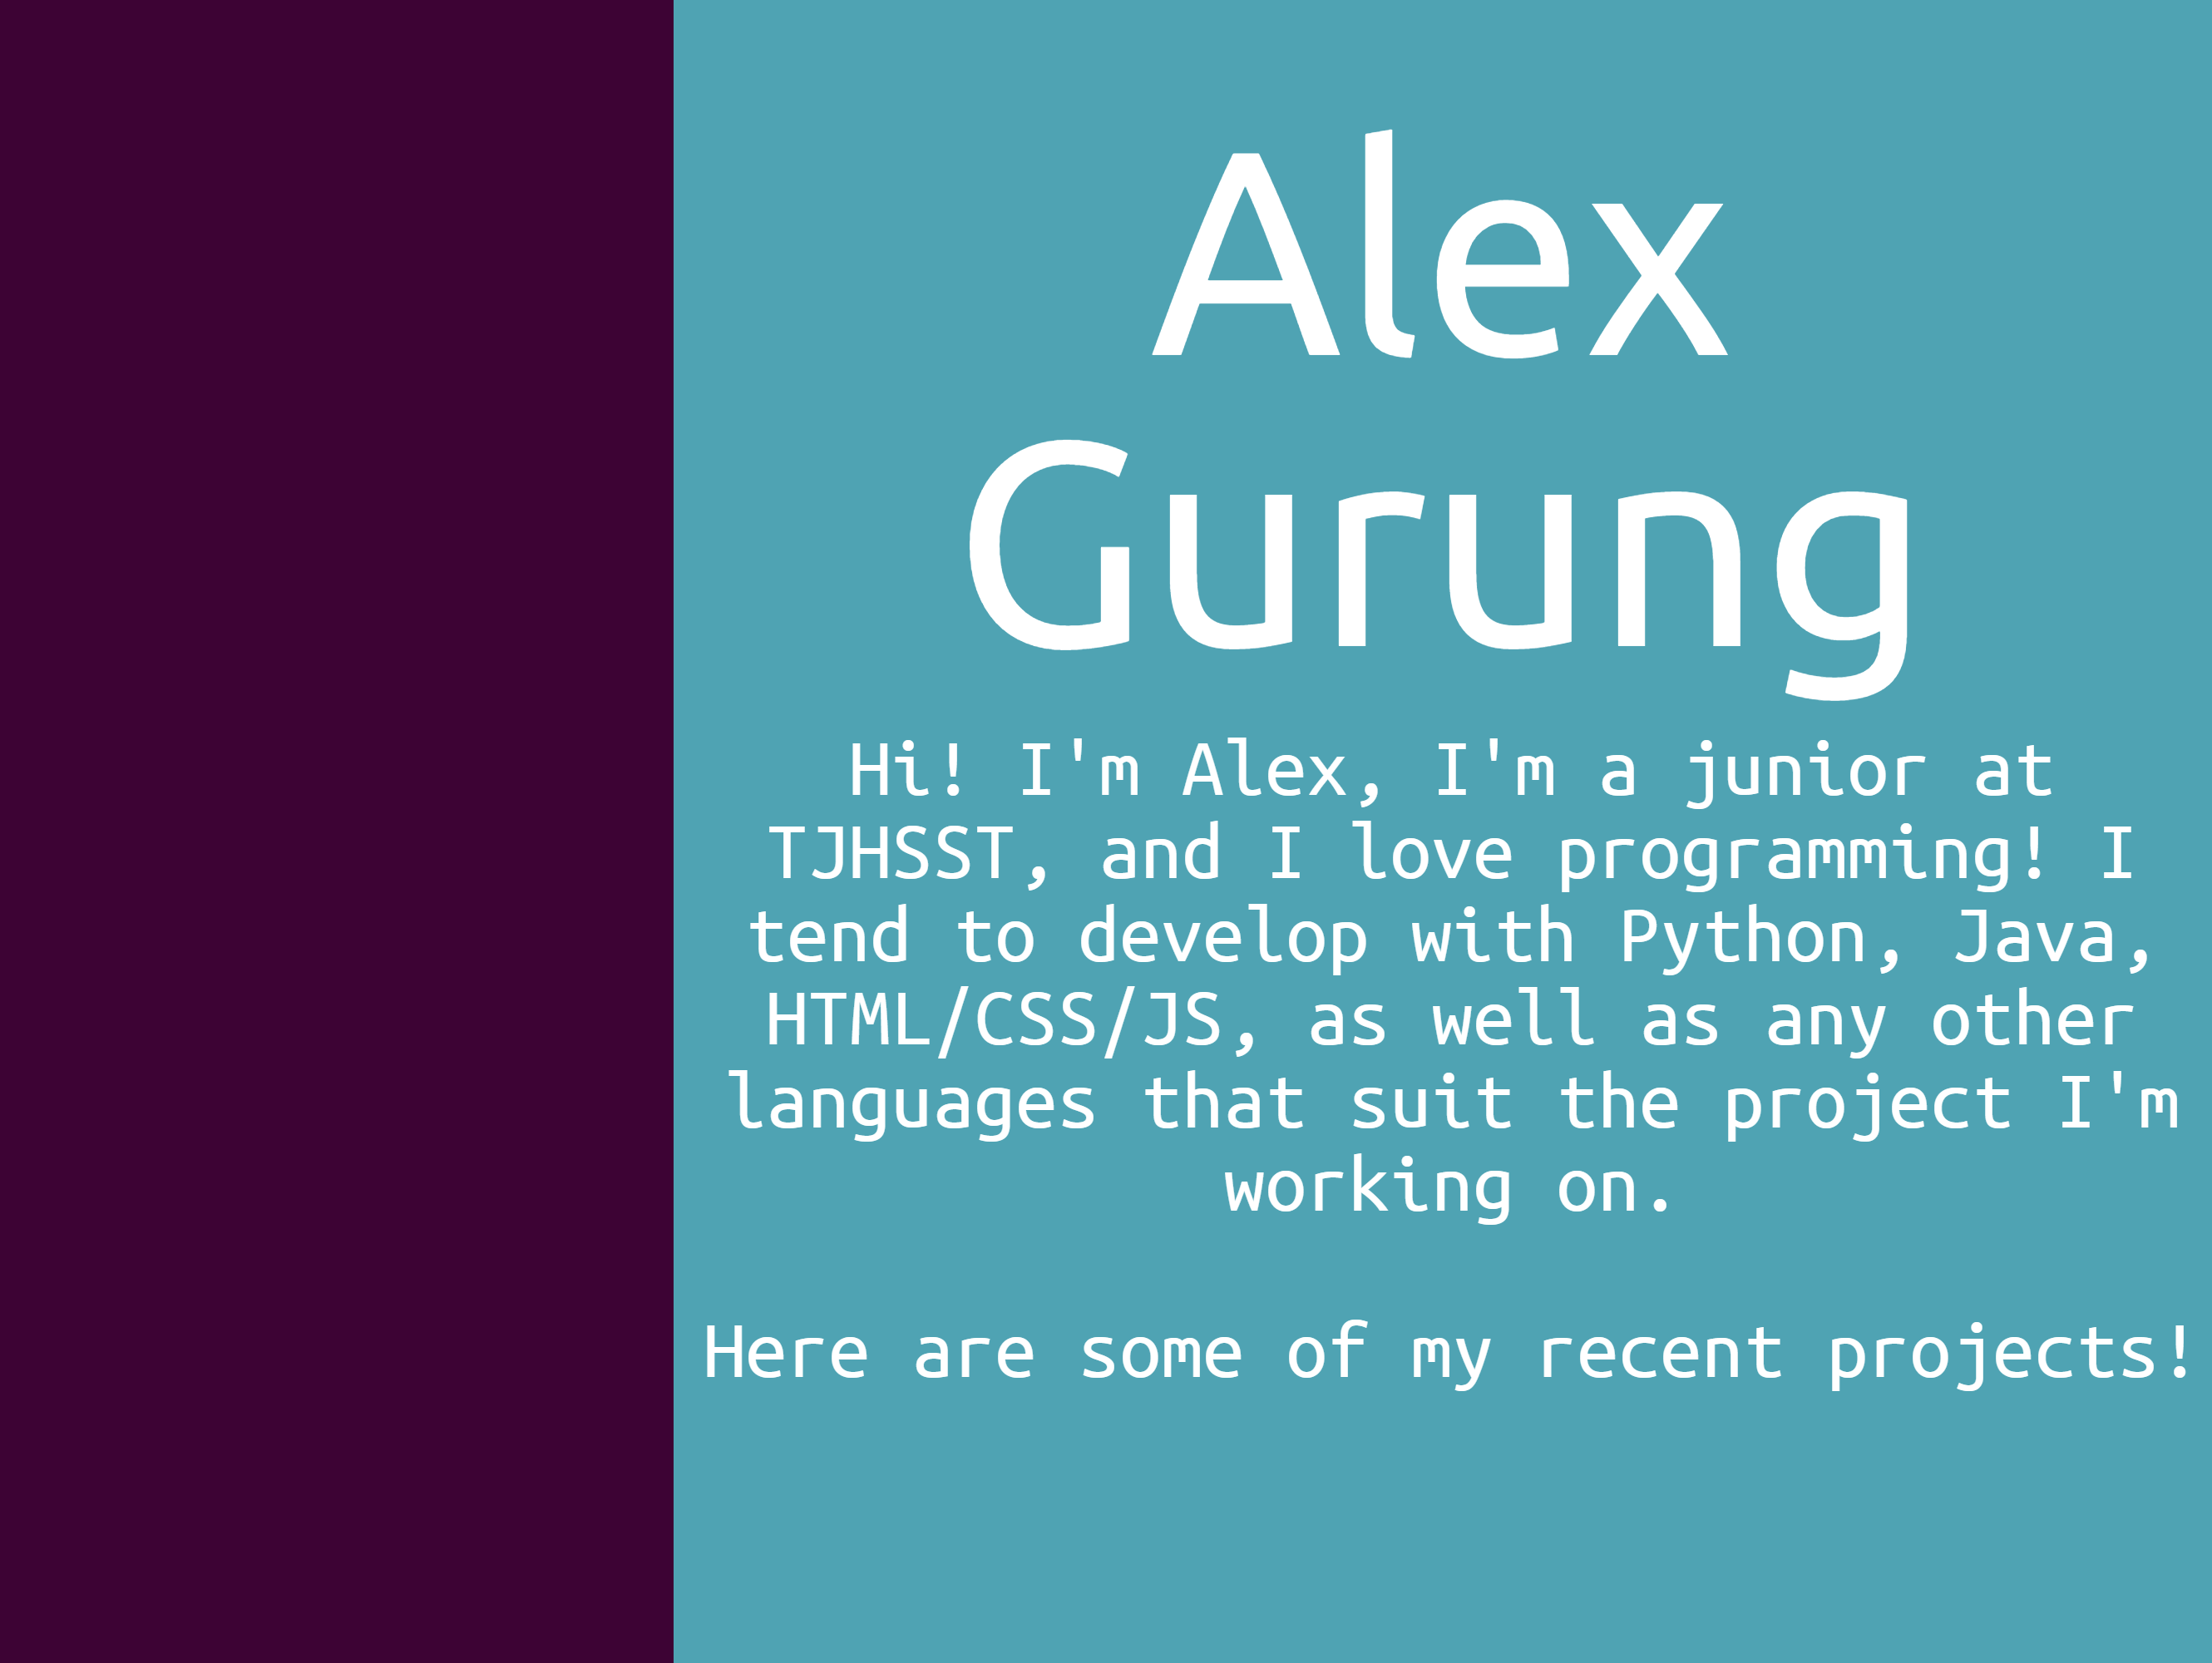 Alex
Gurung
Hi! I'm Alex, I'm a junior at
TJHSST, and I love programming! I
tend to develop with Python, Java,
HTML/CSS/JS, as well as any other
languages that suit the project I'm
working on.
Here are some of my recent projects!